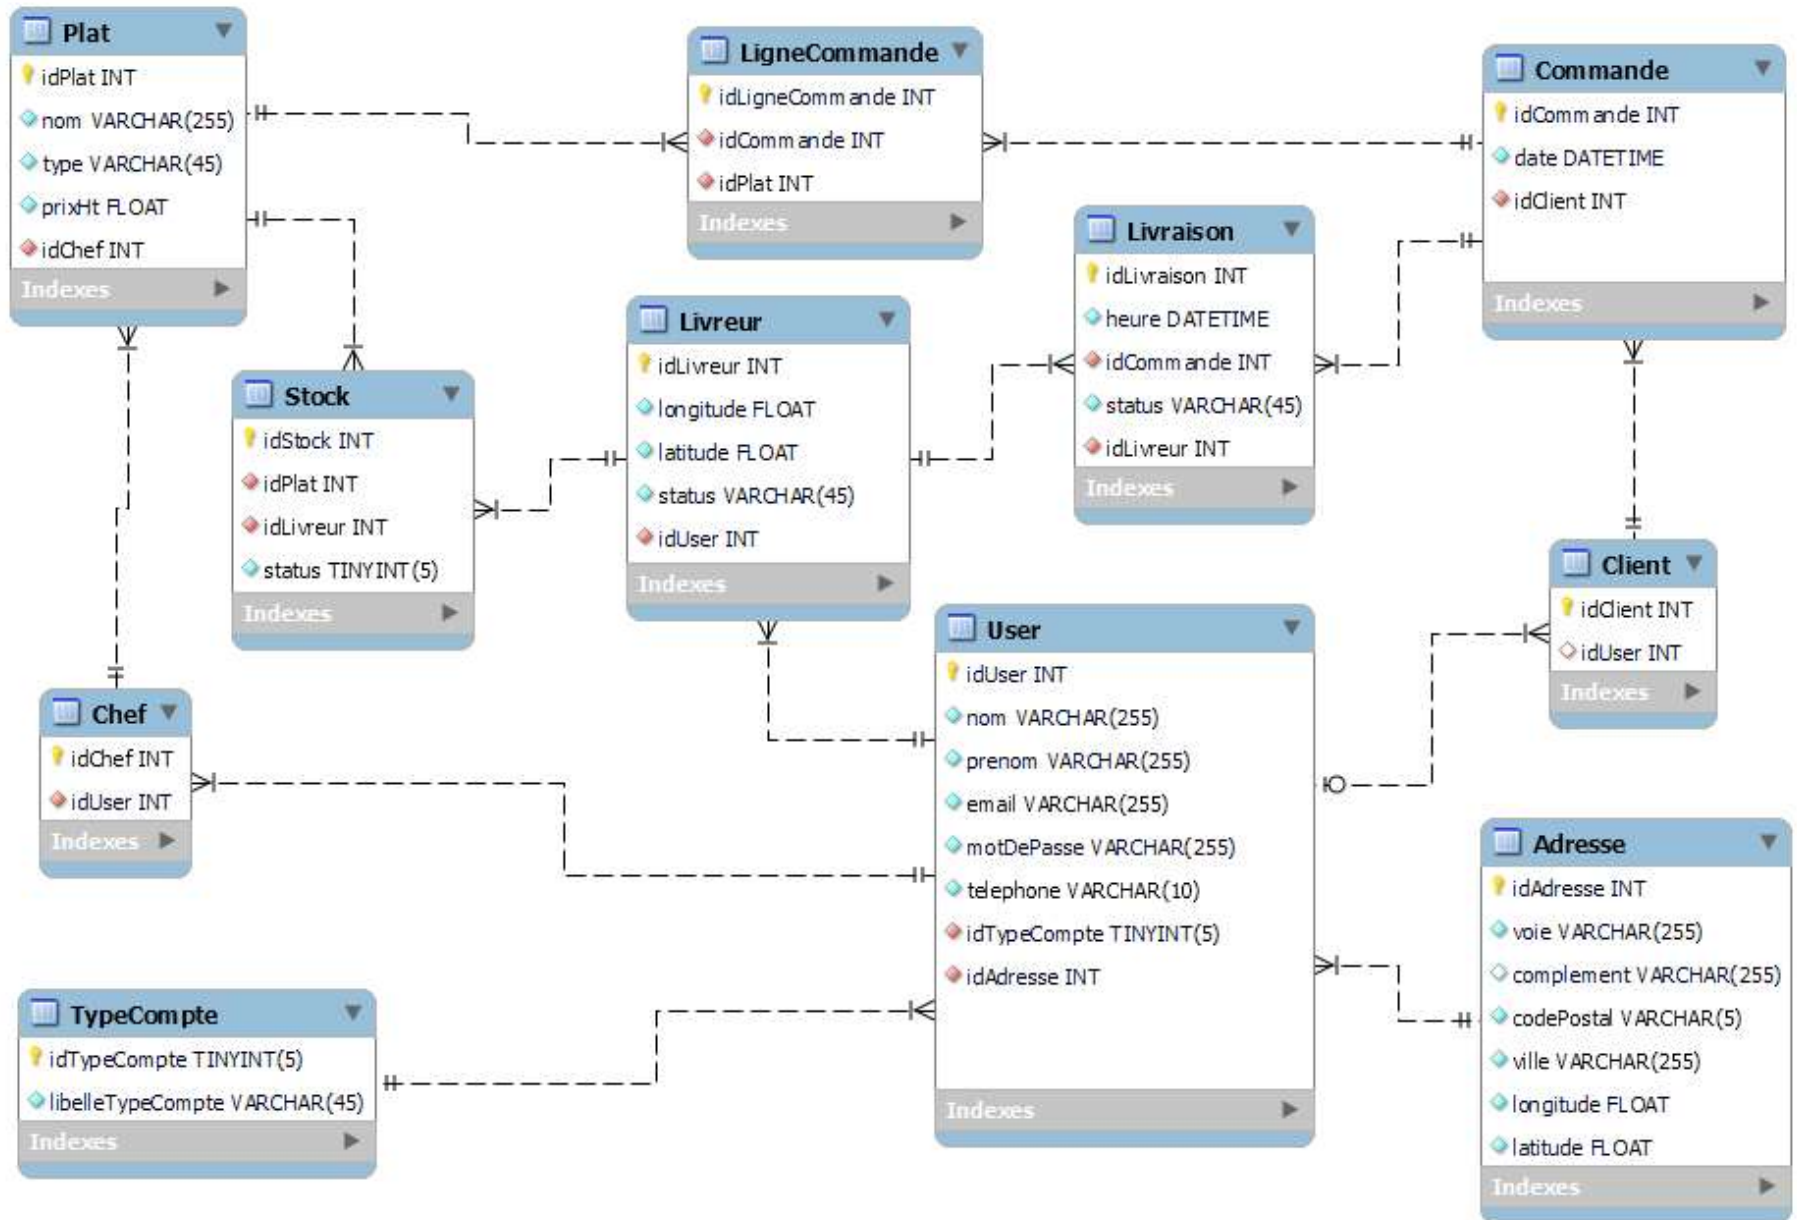 Plat
idPlat INT
nom VARCHAR(255)
type VARCHAR(45)
prixHt FLOAT
idChef INT
Indexes
LigneCommande
idLigneCommande INT
idCommande INT
idPlat INT
Indexes
Commande
idCommande INT
date DATETIME
idClient INT
Indexes
Livraison
idLivraison INT
heure DATETIME
idCommande INT
status VARCHAR(45)
idLivreur INT
Indexes
Livreur
idLivreur INT
longitude FLOAT
latitude FLOAT
status VARCHAR(45)
idUser INT
Indexes
Stock
idStock INT
idPlat INT
idLivreur INT
status TINYINT(5)
Indexes
Client
idClient INT
idUser INT
Indexes
User
idUser INT
nom VARCHAR(255)
prenom VARCHAR(255)
email VARCHAR(255)
motDePasse VARCHAR(255)
telephone VARCHAR(10)
idTypeCompte TINYINT(5)
idAdresse INT
Indexes
Chef
idChef INT
idUser INT
Indexes
Adresse
idAdresse INT
voie VARCHAR(255)
complement VARCHAR(255)
codePostal VARCHAR(5)
ville VARCHAR(255)
longitude FLOAT
latitude FLOAT
Indexes
TypeCompte
idTypeCompte TINYINT(5)
libelleTypeCompte VARCHAR(45)
Indexes